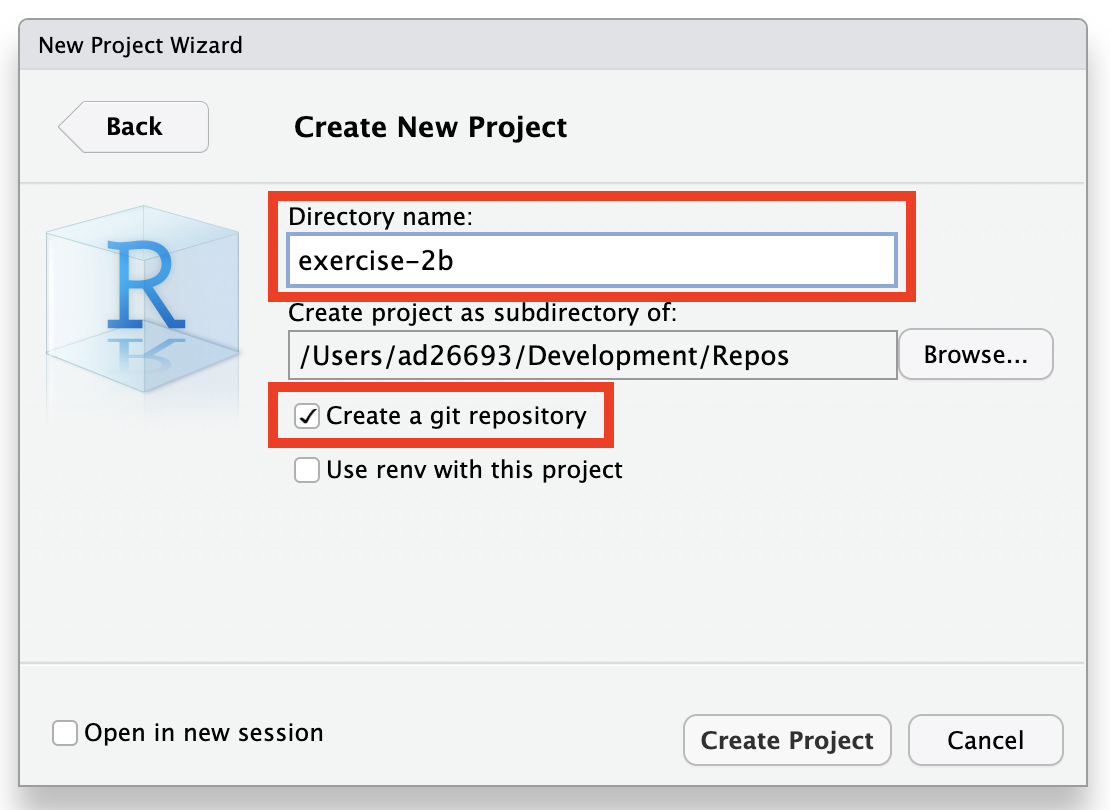 New Project Wizard
Back
Create New Project
R
Directory name:
exercise-2b
Create project as subdirectory of:
/Users/ad26693/Development/Repos
Browse...
Create a git repository
Use renv with this project
Open in new session
Create Project
Cancel